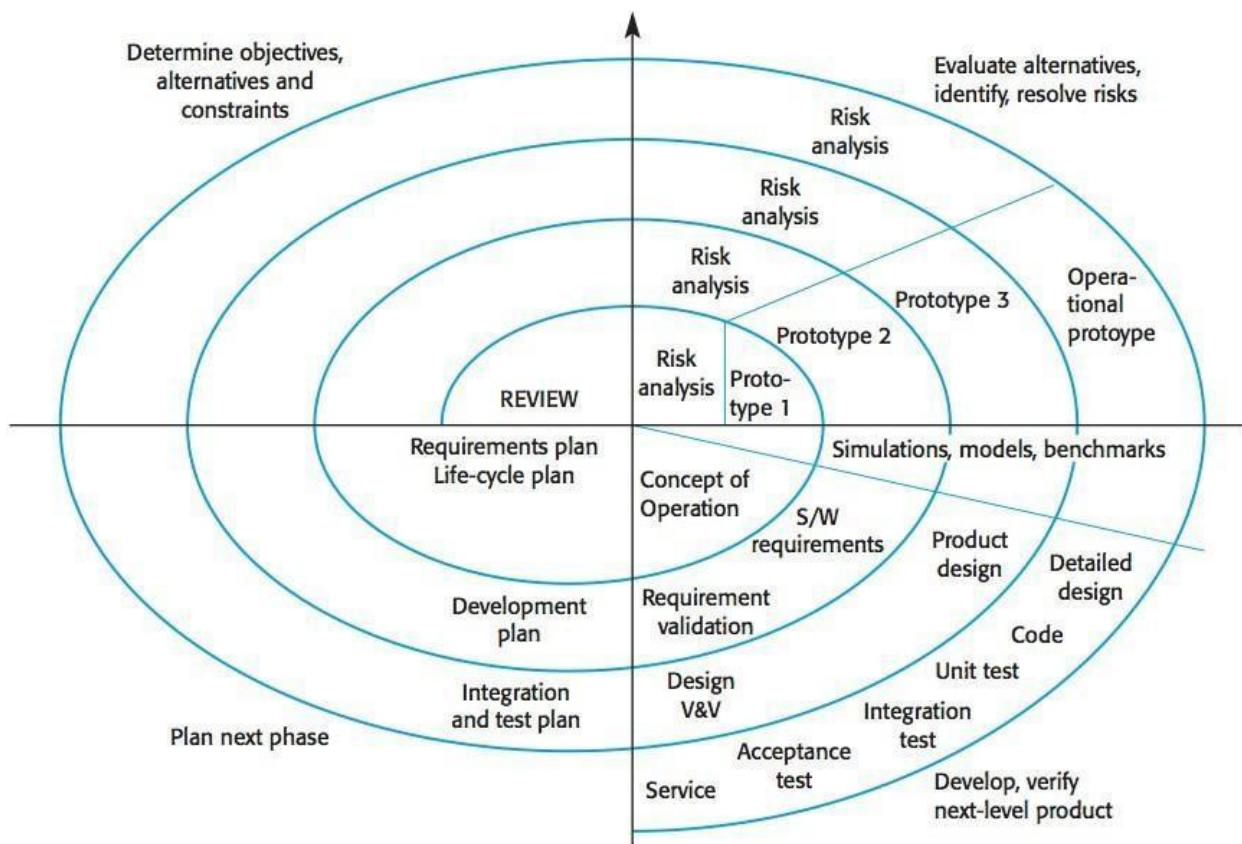 Determine objectives,
alternatives and
constraints
Evaluate alternatives,
identify, resolve risks
Risk
analysis
Risk
analysis
Risk
analysis
Risk
analysis
Proto-
type 1
Prototype 2
Prototype 3
Opera-
tional
protoype
REVIEW
Requirements plan
Life-cycle plan
Simulations, models, benchmarks
Concept of
Operation
S/W
requirements
Product
design
Detailed
design
Development
plan
Requirement
validation
Code
Unit test
Integration
and test plan
Design
V&V
Integration
test
Plan next phase
Acceptance
test
Service
Develop, verify
next-level product